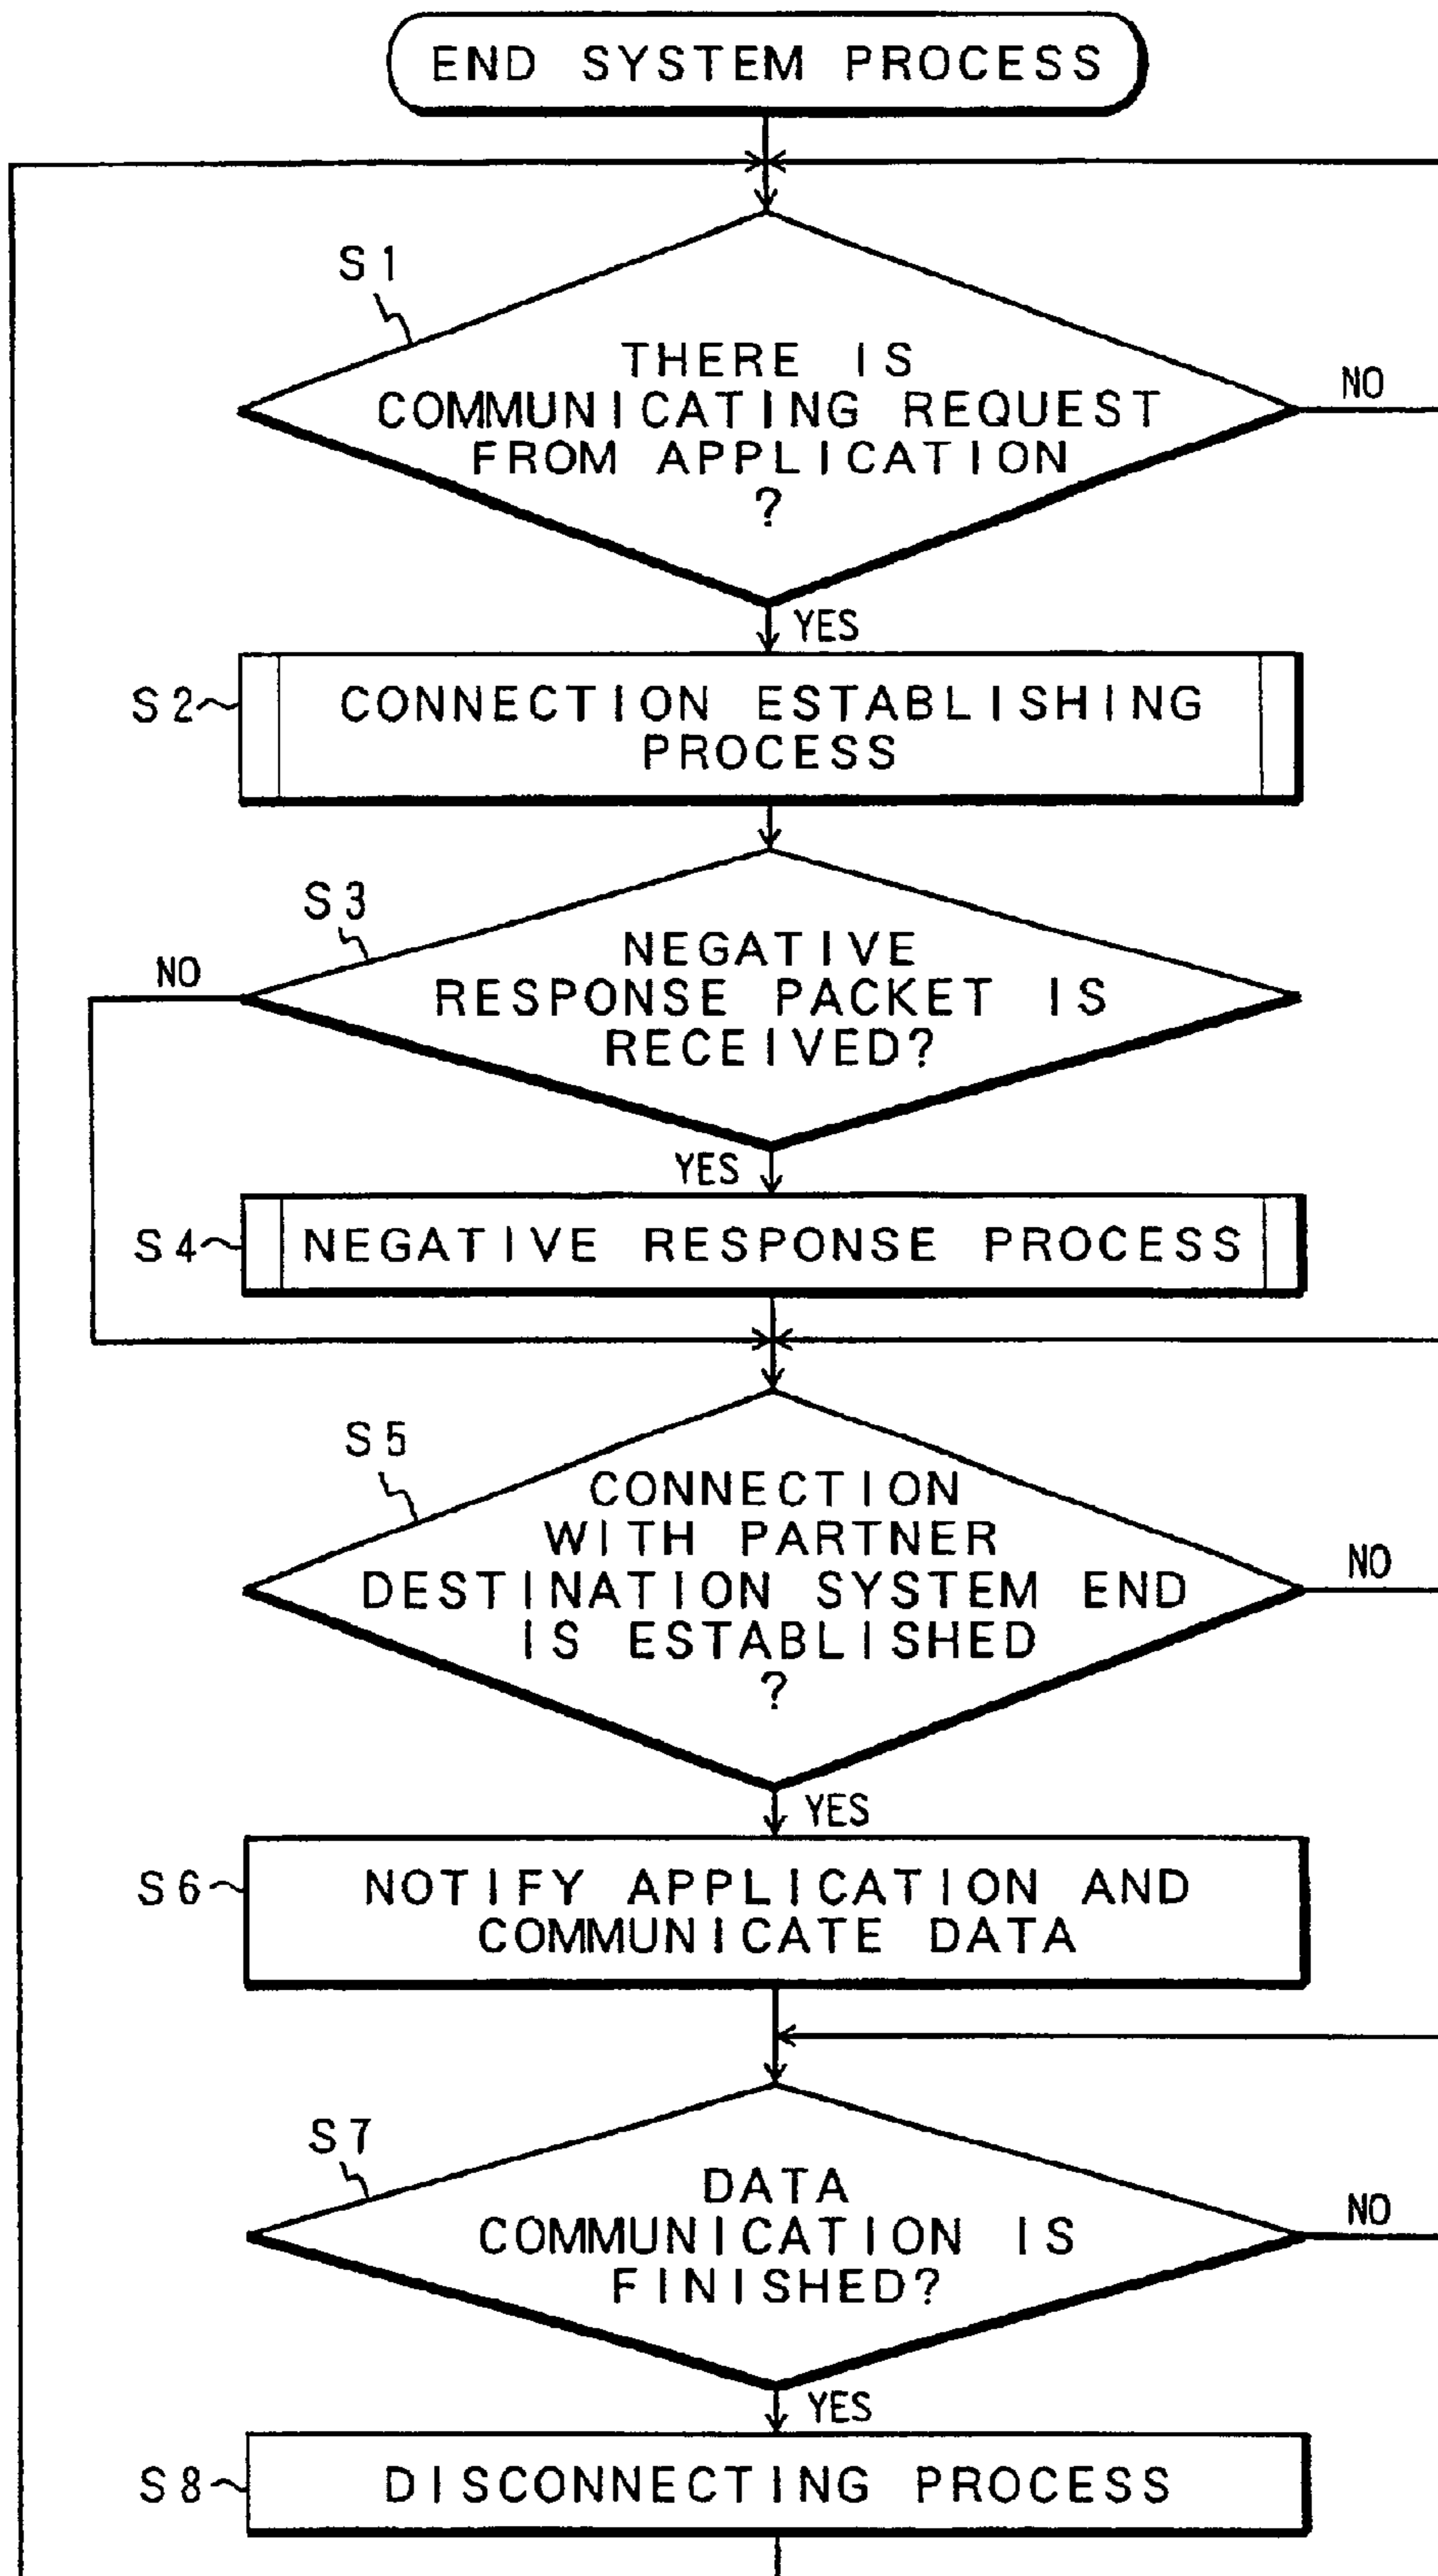 END SYSTEM PROCESS
S1
THERE IS
COMMUNICATING REQUEST
FROM APPLICATION
?
NO
YES
S2
CONNECTION ESTABLISHING
PROCESS
S3
NO
NEGATIVE
RESPONSE PACKET IS
RECEIVED?
YES
S4
NEGATIVE RESPONSE PROCESS
S5
CONNECTION
WITH PARTNER
DESTINATION SYSTEM END
IS ESTABLISHED
?
NO
YES
S6
NOTIFY APPLICATION AND
COMMUNICATE DATA
S7
DATA
COMMUNICATION IS
FINISHED?
NO
YES
S8
DISCONNECTING PROCESS